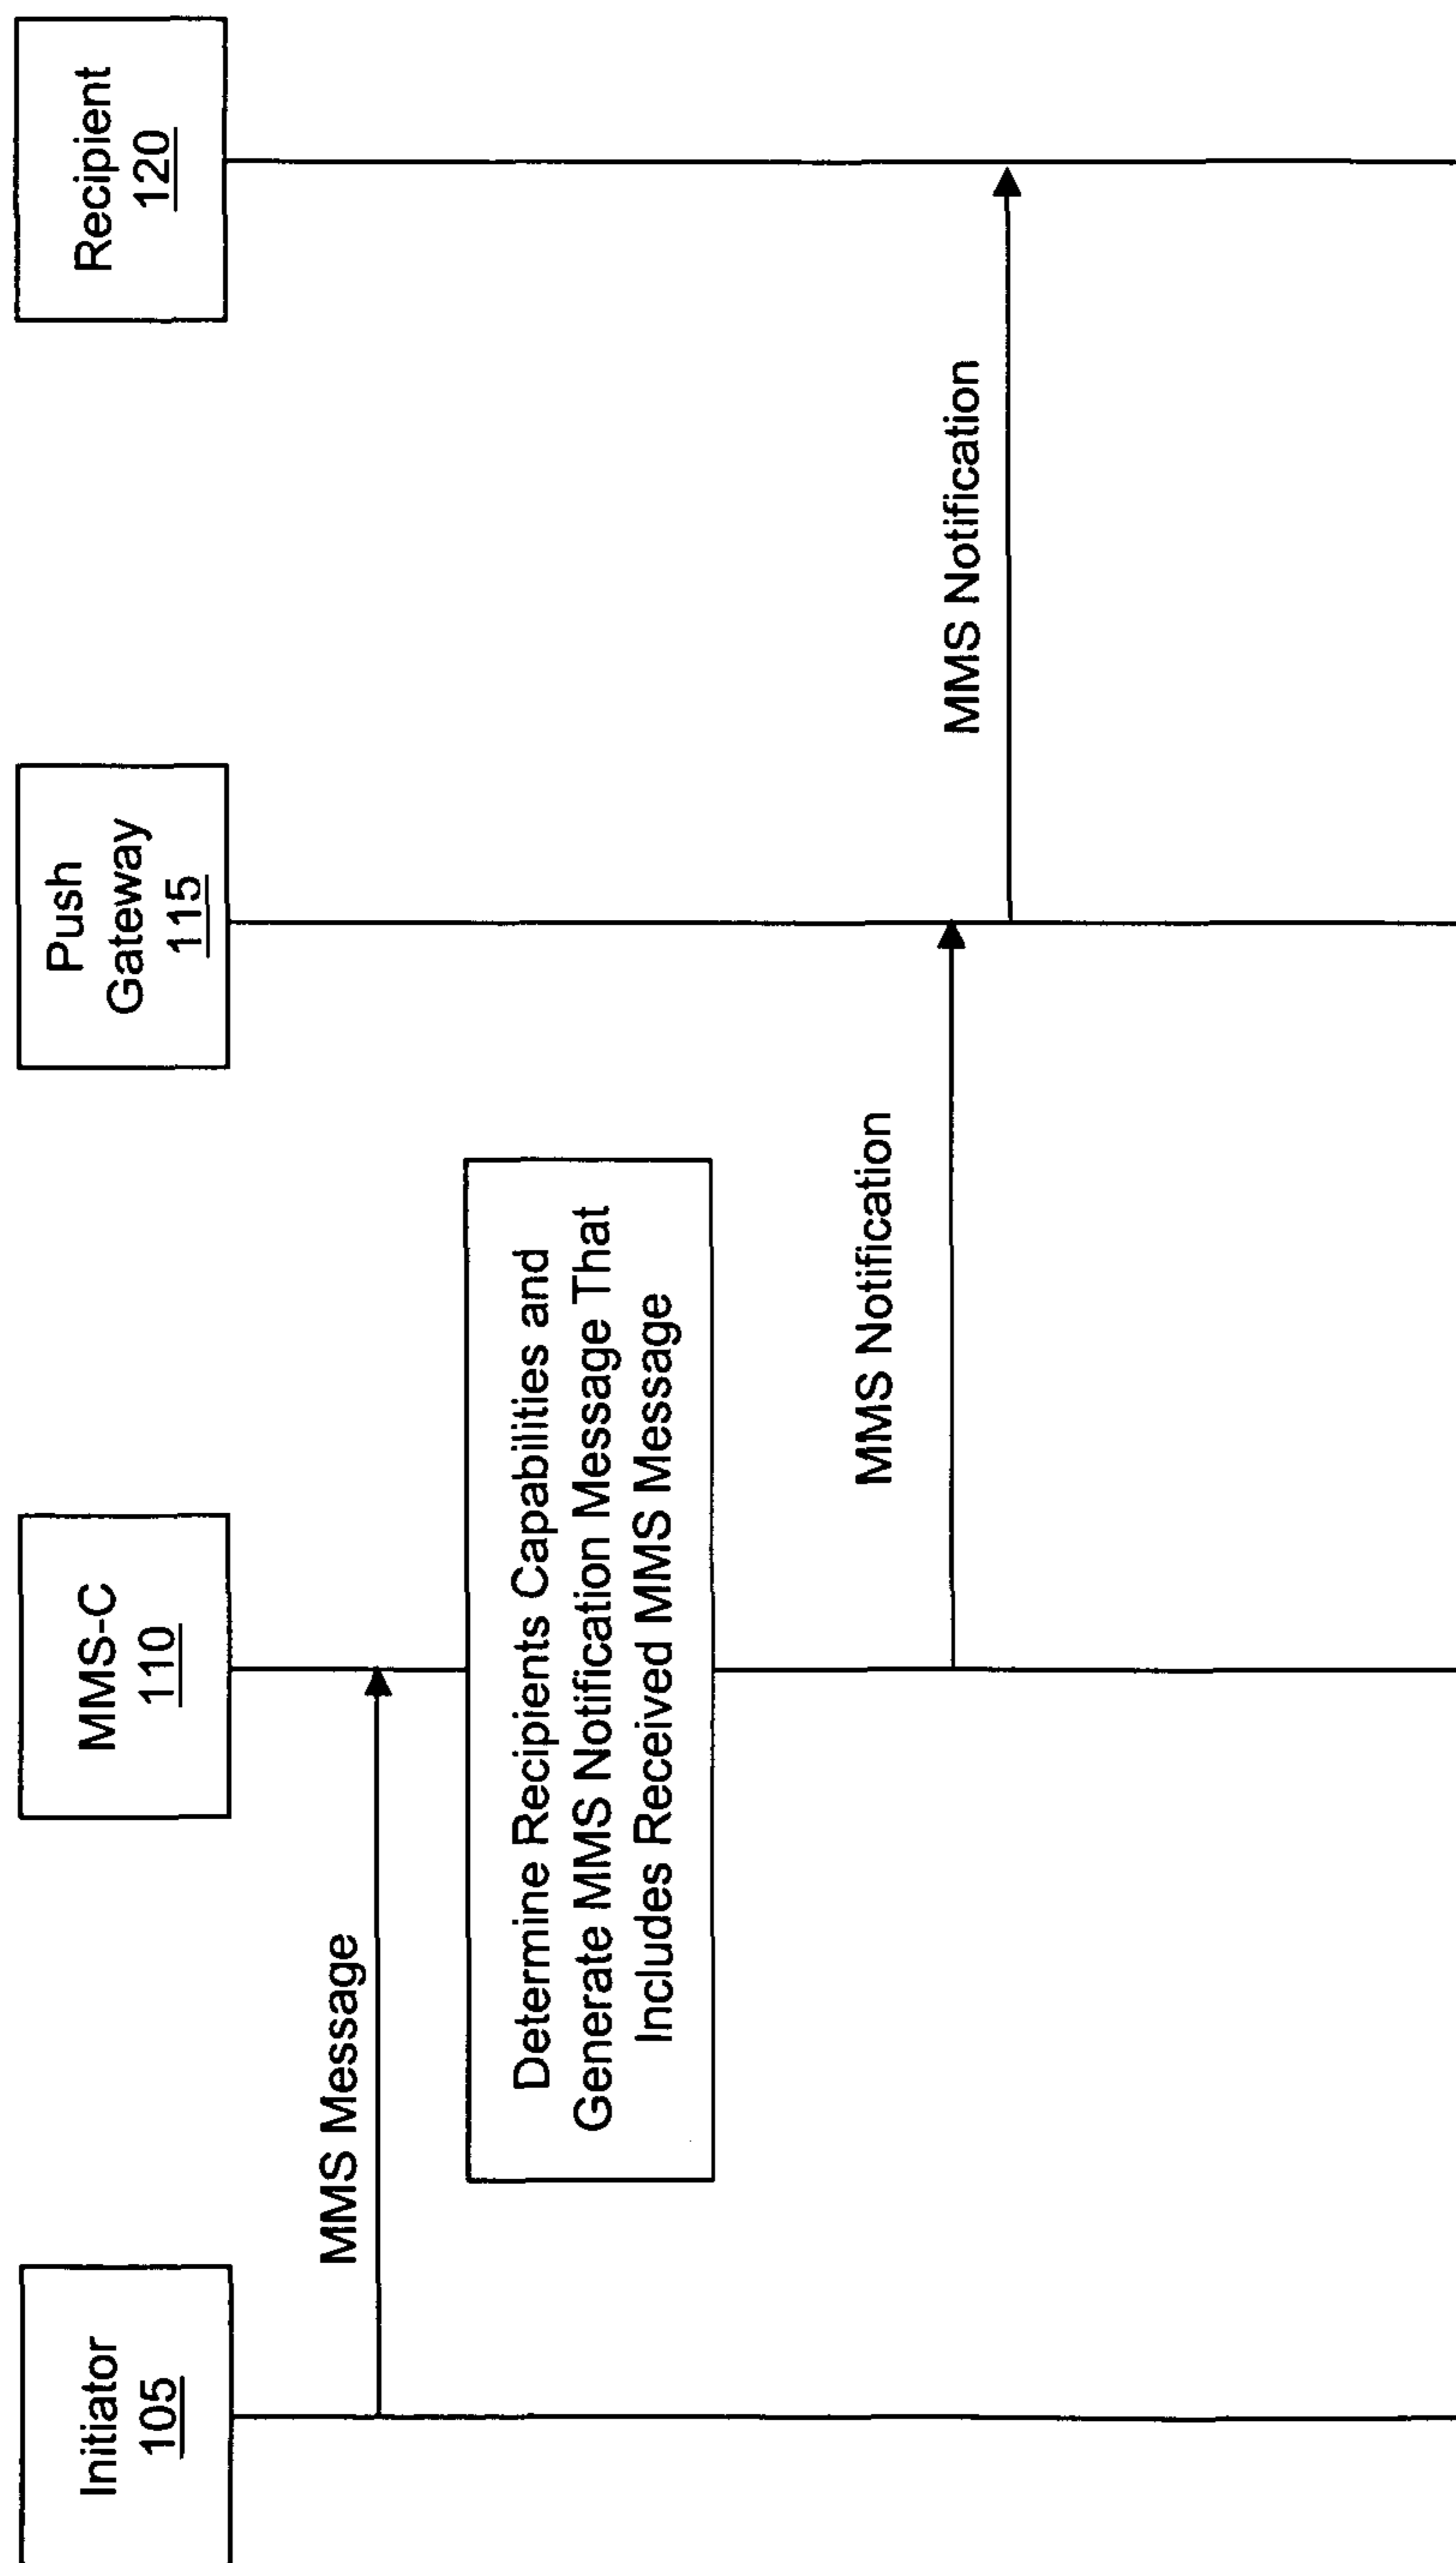 Initiator
105
MMS-C
110
Push
Gateway
115
Recipient
120
MMS Message
Determine Recipients Capabilities and
Generate MMS Notification Message That
Includes Received MMS Message
MMS Notification
MMS Notification